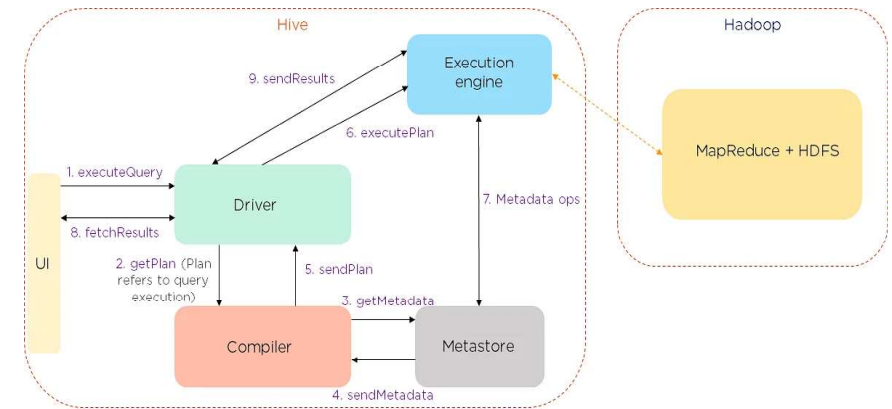 Hive
Hadoop
Execution
engine
9. sendResults
6. executePlan
MapReduce + HDFS
1. executeQuery
Driver
7. Metadata ops
8. fetchResults
UI
2. getPlan (Plan
refers to query
execution)
5. sendPlan
3. getMetadata
Compiler
Metastore
4. sendMetadata